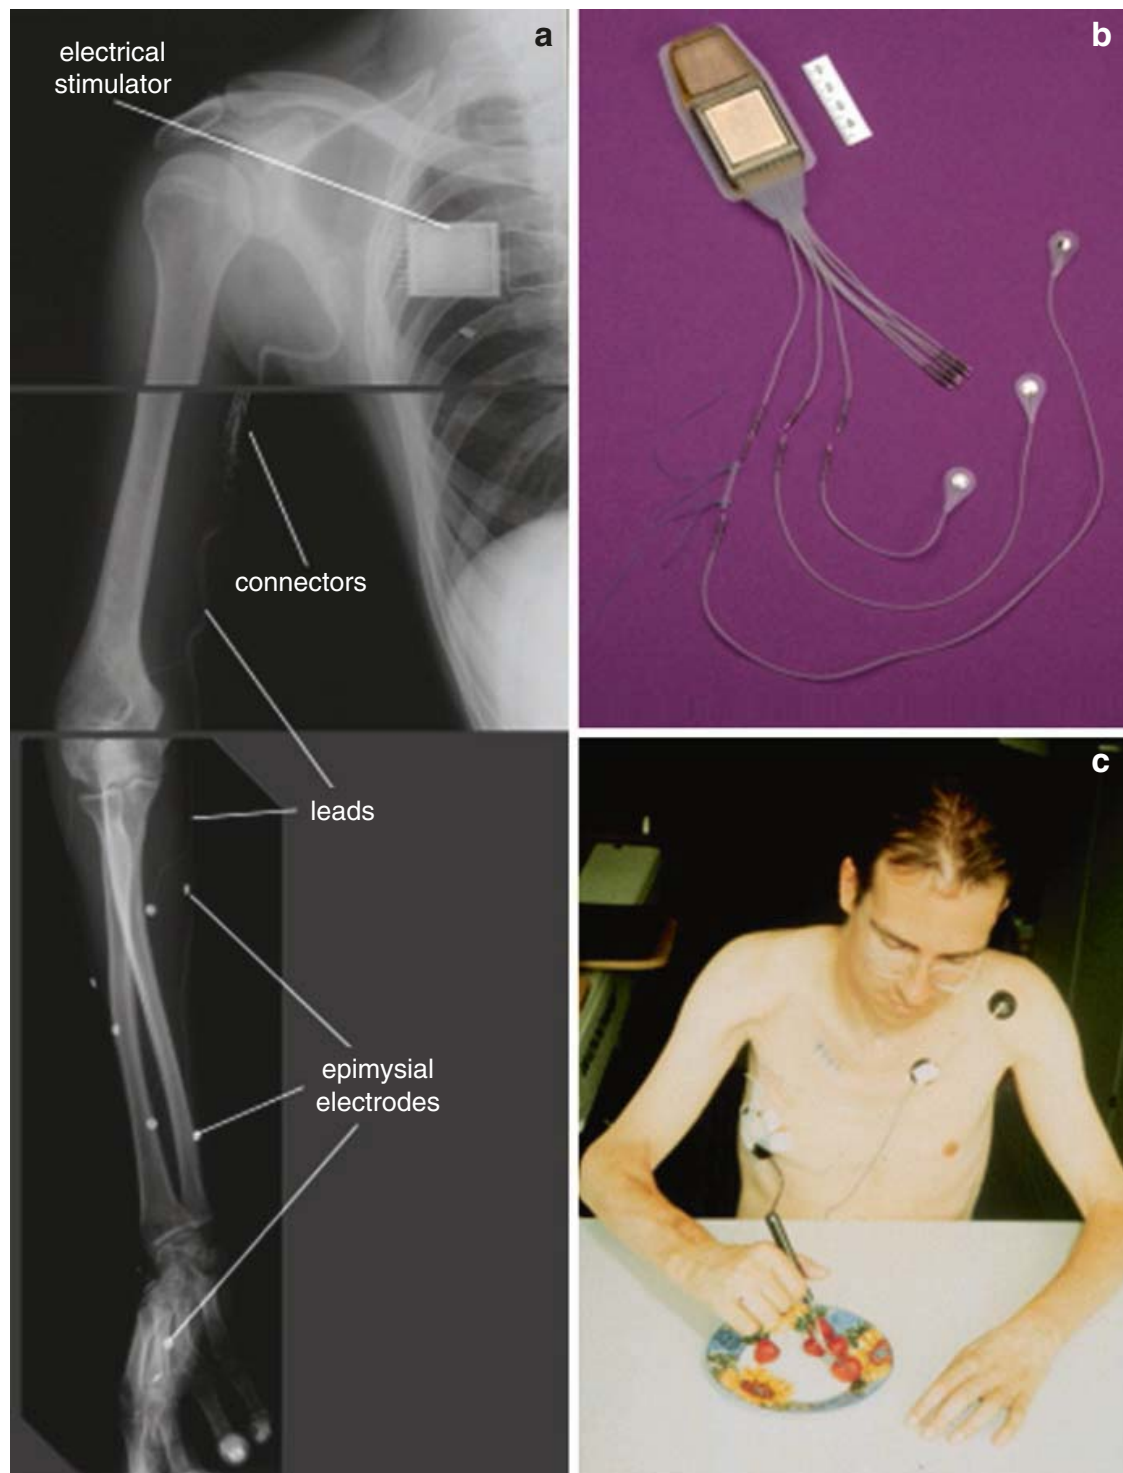 a
electrical
stimulator
connectors
leads
epimysial
electrodes
b
c